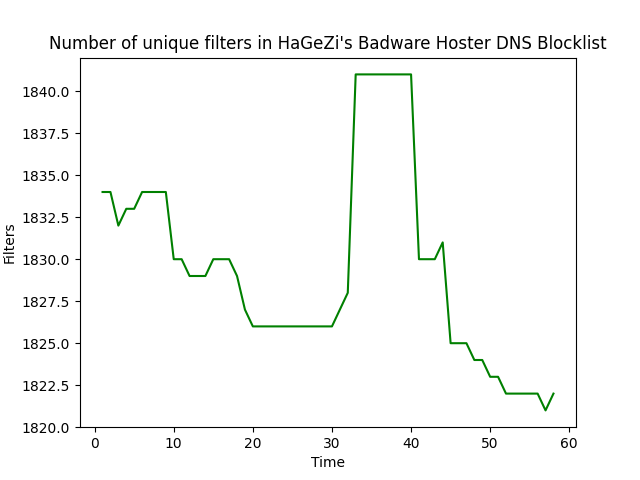 Number of unique filters in HaGeZi's Badware Hoster DNS Blocklist
1840.0
1837.5
1835.0
1832.5
1830.0
1827.5
1825.0
1822.5
1820.0
Filters
0 10 20 30 40 50 60
Time